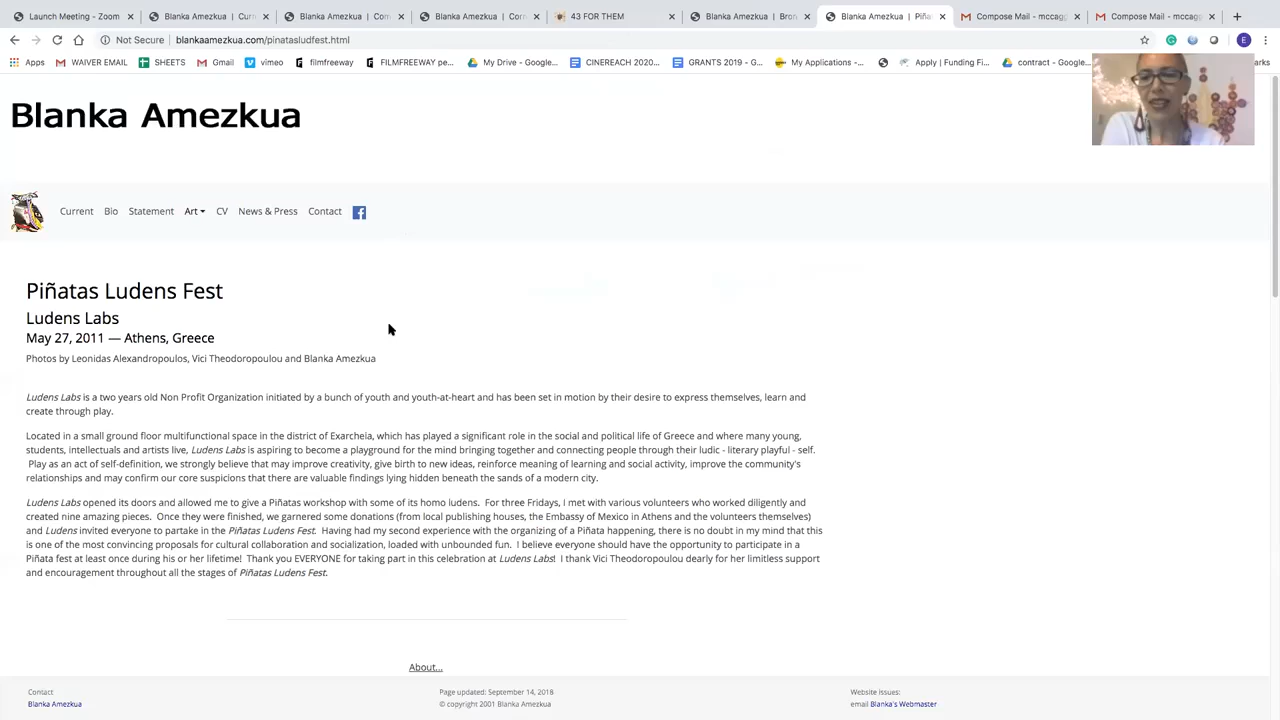 Launch Meeting - Zoom
Blanka Amezkua | Curr
Blanka Amezkua | Com
Blanka Amezkua | Corr
43 FOR THEM
Blanka Amezkua | Bron
Blanka Amezkua | Piña
Compose Mail - mccag
Compose Mail - mccag
Not Secure | blankaamezkua.com/pinatasludfest.html
E
Apps WAIVER EMAIL SHEETS Gmail vimeo filmfreeway FILMFREEWAY pe... My Drive - Google... CINEREACH 2020... GRANTS 2019 - G... My Applications -... Apply | Funding Fi... contract - Google...
Blanka Amezkua
Current Bio Statement Art CV News & Press Contact
Piñatas Ludens Fest
Ludens Labs
May 27, 2011 — Athens, Greece
Photos by Leonidas Alexandropoulos, Vici Theodoropoulou and Blanka Amezkua
Ludens Labs is a two years old Non Profit Organization initiated by a bunch of youth and youth-at-heart and has been set in motion by their desire to express themselves, learn and
create through play.
Located in a small ground floor multifunctional space in the district of Exarcheia, which has played a significant role in the social and political life of Greece and where many young,
students, intellectuals and artists live, Ludens Labs is aspiring to become a playground for the mind bringing together and connecting people through their ludic - literary playful - self.
Play as an act of self-definition, we strongly believe that may improve creativity, give birth to new ideas, reinforce meaning of learning and social activity, improve the community's
relationships and may confirm our core suspicions that there are valuable findings lying hidden beneath the sands of a modern city.
Ludens Labs opened its doors and allowed me to give a Piñatas workshop with some of its homo ludens. For three Fridays, I met with various volunteers who worked diligently and
created nine amazing pieces. Once they were finished, we garnered some donations (from local publishing houses, the Embassy of Mexico in Athens and the volunteers themselves)
and Ludens invited everyone to partake in the Piñatas Ludens Fest. Having had my second experience with the organizing of a Piñata happening, there is no doubt in my mind that this
is one of the most convincing proposals for cultural collaboration and socialization, loaded with unbounded fun. I believe everyone should have the opportunity to participate in a
Piñata fest at least once during his or her lifetime! Thank you EVERYONE for taking part in this celebration at Ludens Labs! I thank Vici Theodoropoulou dearly for her limitless support
and encouragement throughout all the stages of Piñatas Ludens Fest.
About...
Contact
Blanka Amezkua
Page updated: September 14, 2018
© copyright 2001 Blanka Amezkua
Website issues:
email Blanka's Webmaster